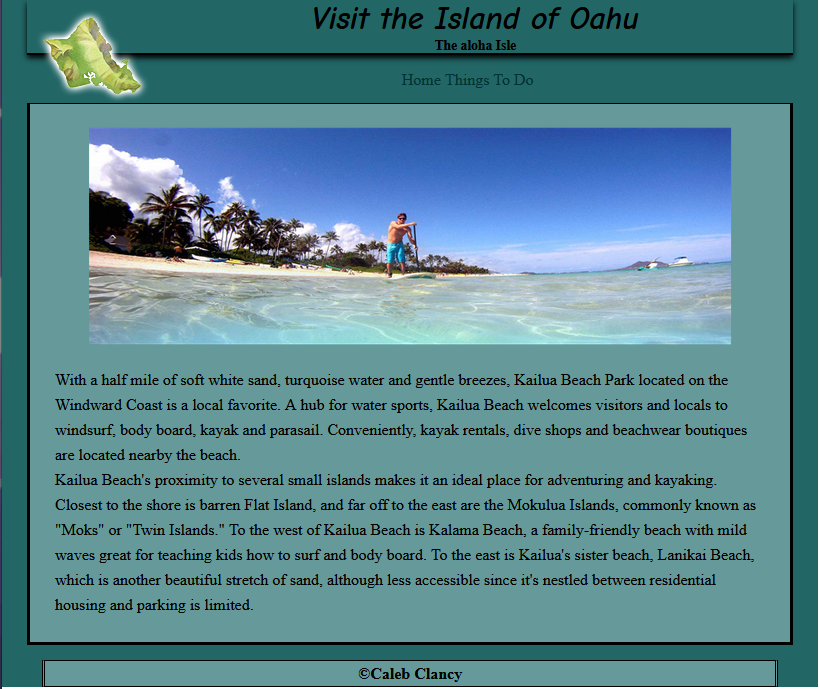 Visit the Island of Oahu
The aloha Isle
Home Things To Do
With a half mile of soft white sand, turquoise water and gentle breezes, Kailua Beach Park located on the
Windward Coast is a local favorite. A hub for water sports, Kailua Beach welcomes visitors and locals to
windsurf, body board, kayak and parasail. Conveniently, kayak rentals, dive shops and beachwear boutiques
are located nearby the beach.
Kailua Beach's proximity to several small islands makes it an ideal place for adventuring and kayaking.
Closest to the shore is barren Flat Island, and far off to the east are the Mokulua Islands, commonly known as
"Moks" or "Twin Islands." To the west of Kailua Beach is Kalama Beach, a family-friendly beach with mild
waves great for teaching kids how to surf and body board. To the east is Kailua's sister beach, Lanikai Beach,
which is another beautiful stretch of sand, although less accessible since it's nestled between residential
housing and parking is limited.
©Caleb Clancy